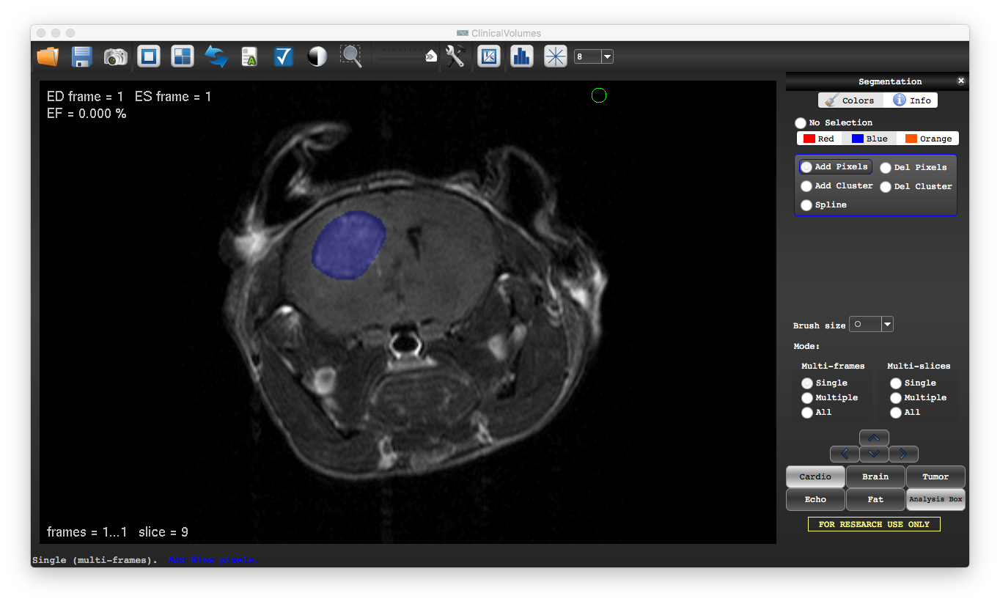 ClinicalVolumes
8
ED frame = 1 ES frame = 1
EF = 0.000 %
Segmentation
Colors Info
No Selection
Red Blue Orange
Add Pixels Del Pixels
Add Cluster Del Cluster
Spline
Brush size
Mode:
Multi-frames Multi-slices
Single Single
Multiple Multiple
All All
Cardio Brain Tumor
Echo Fat Analysis Box
FOR RESEARCH USE ONLY
frames = 1...1 slice = 9
Single (multi-frames). Add Blue pixels.